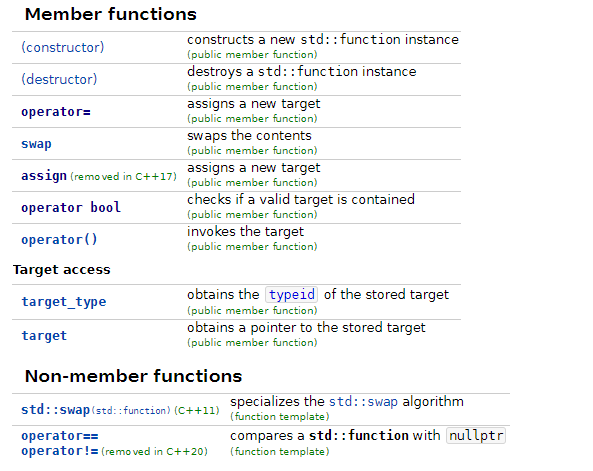 Member functions
(constructor) constructs a new std::function instance
(public member function)
(destructor) destroys a std::function instance
(public member function)
operator= assigns a new target
(public member function)
swap swaps the contents
(public member function)
assign (removed in C++17) assigns a new target
(public member function)
operator bool checks if a valid target is contained
(public member function)
operator() invokes the target
(public member function)
Target access
target_type obtains the typeid of the stored target
(public member function)
target obtains a pointer to the stored target
(public member function)
Non-member functions
std::swap(std::function) (C++11) specializes the std::swap algorithm
(function template)
operator== compares a std::function with nullptr
operator!= (removed in C++20) (function template)